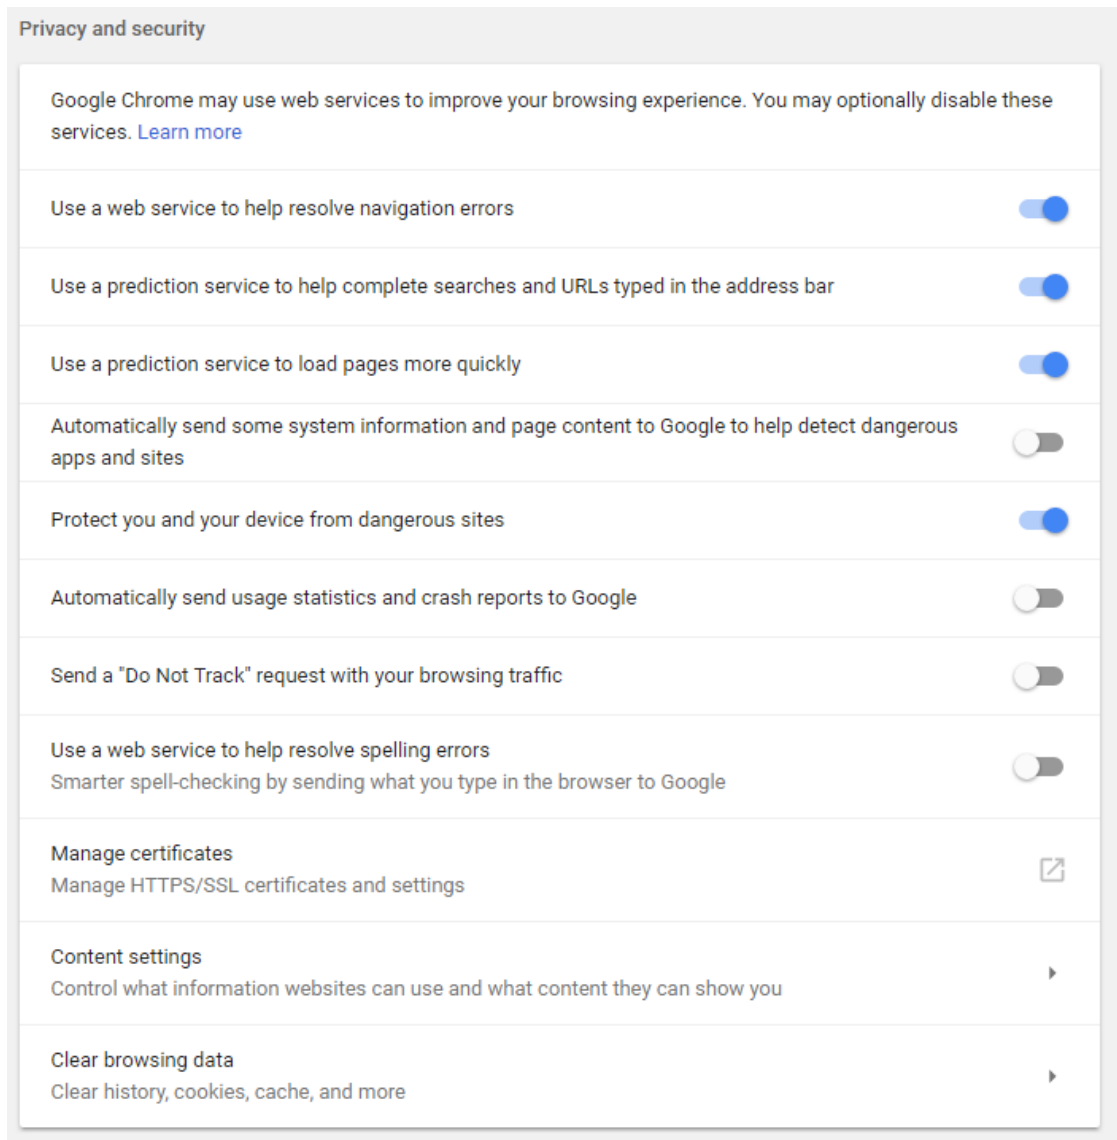 Privacy and security
Google Chrome may use web services to improve your browsing experience. You may optionally disable these
services. Learn more
Use a web service to help resolve navigation errors
Use a prediction service to help complete searches and URLs typed in the address bar
Use a prediction service to load pages more quickly
Automatically send some system information and page content to Google to help detect dangerous
apps and sites
Protect you and your device from dangerous sites
Automatically send usage statistics and crash reports to Google
Send a "Do Not Track" request with your browsing traffic
Use a web service to help resolve spelling errors
Smarter spell-checking by sending what you type in the browser to Google
Manage certificates
Manage HTTPS/SSL certificates and settings
Content settings
Control what information websites can use and what content they can show you
Clear browsing data
Clear history, cookies, cache, and more